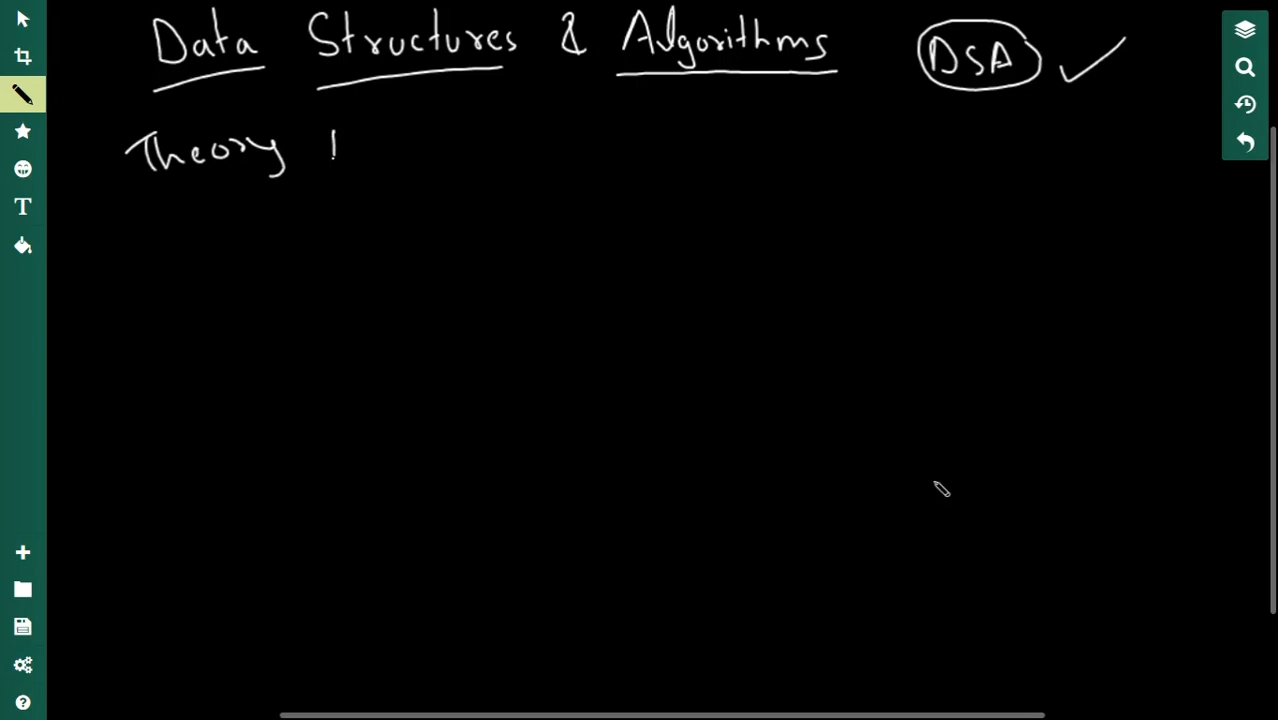 Data Structures & Algorithms DSA ✓
Theory